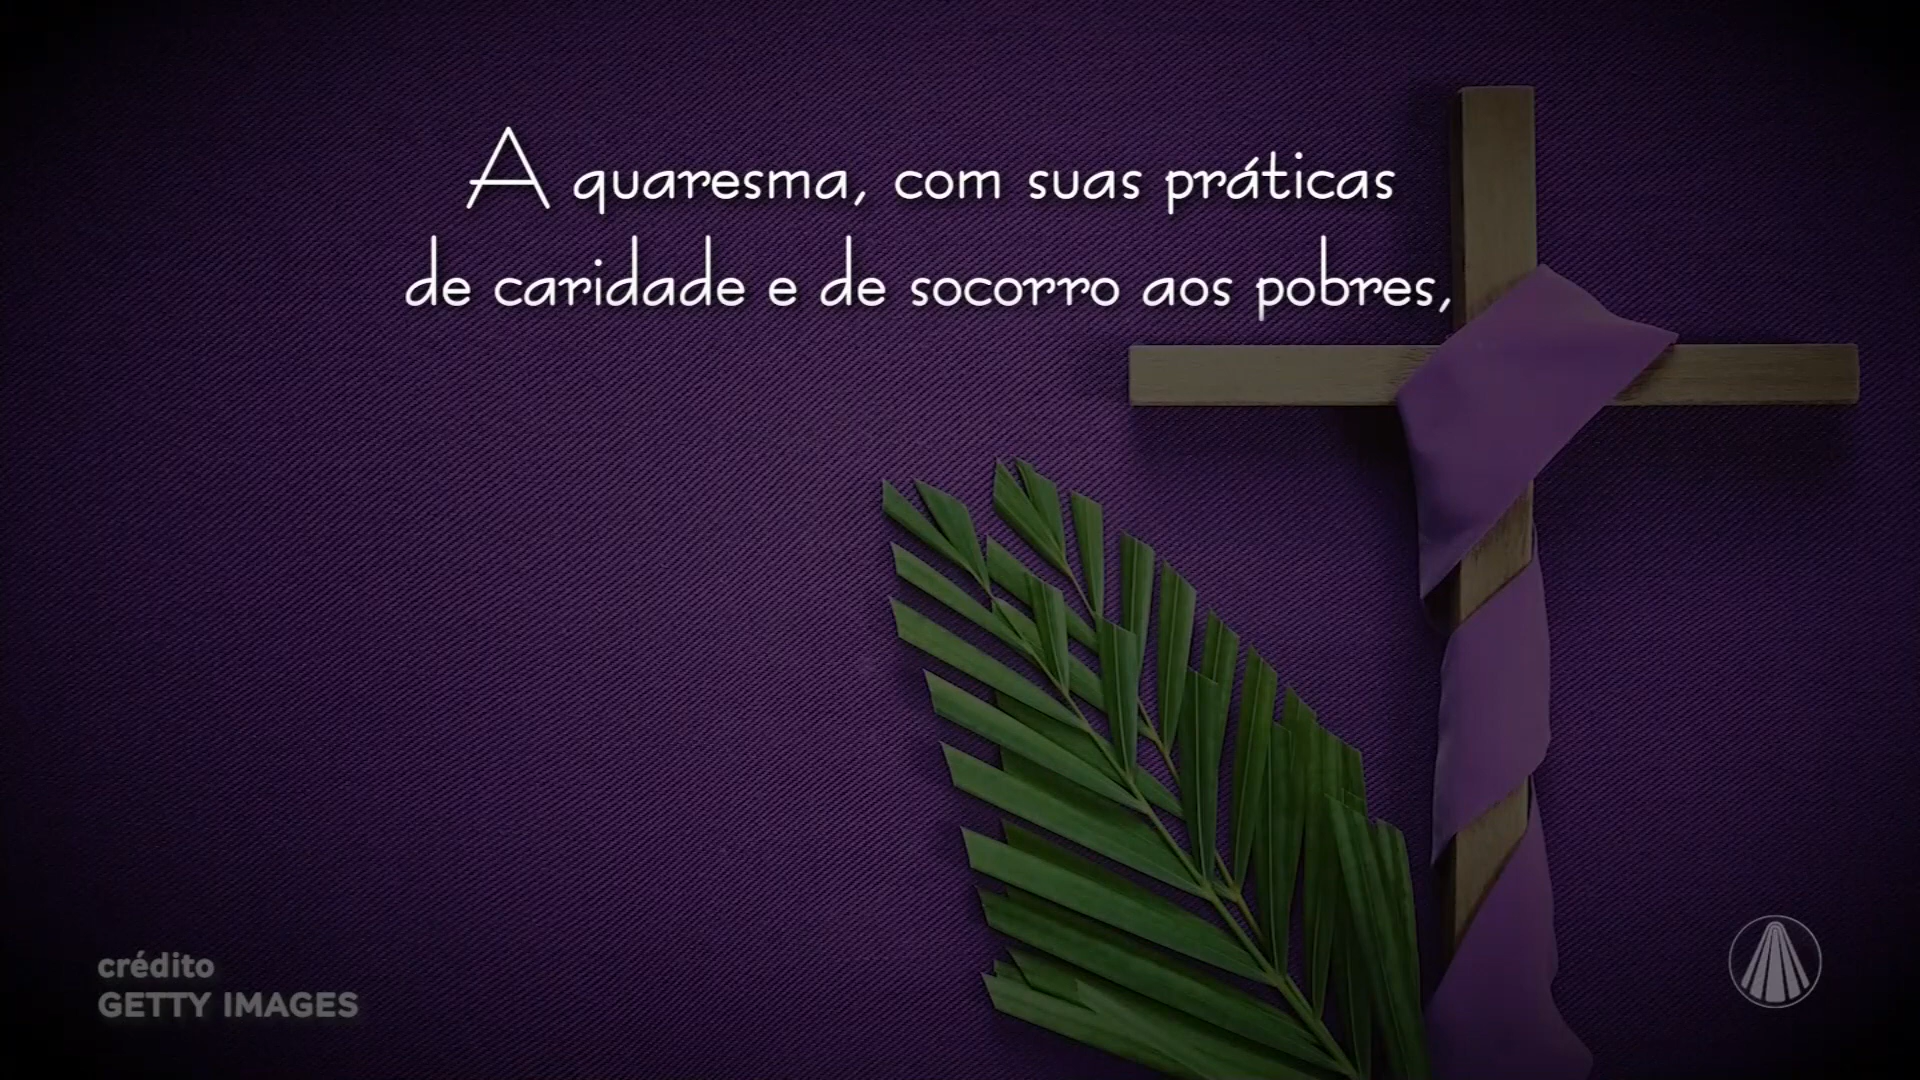 A quaresma, com suas práticas
de caridade e de socorro aos pobres,
crédito
GETTY IMAGES